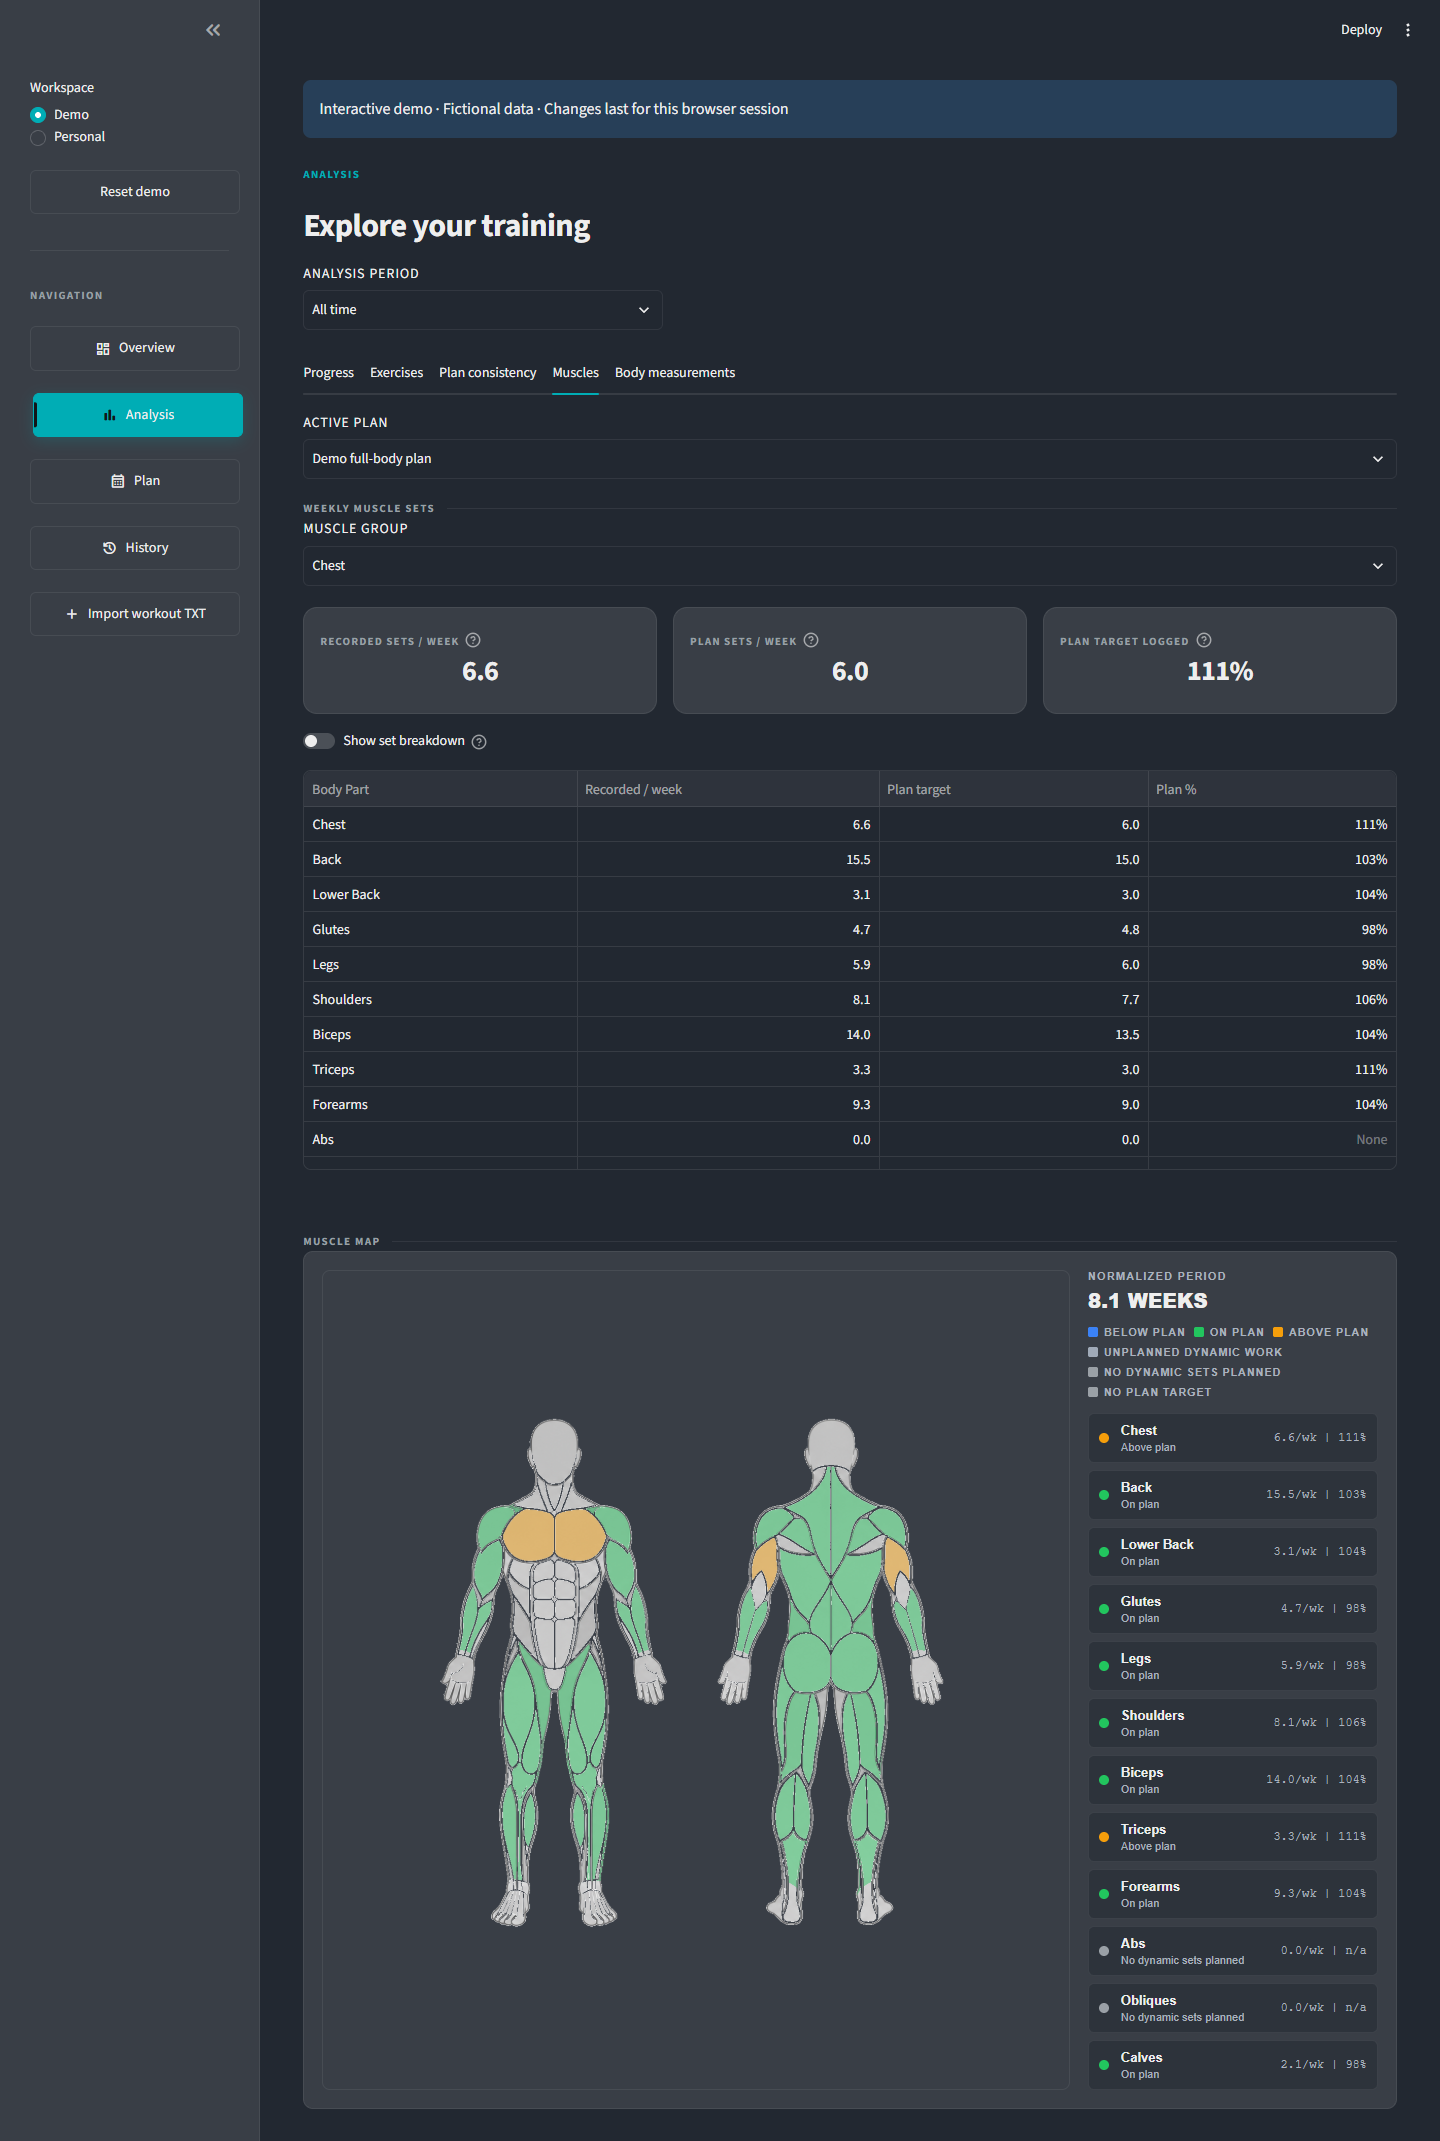 Deploy
Workspace
Demo
Personal
Reset demo
NAVIGATION
Overview
Analysis
Plan
History
Import workout TXT
Interactive demo · Fictional data · Changes last for this browser session
ANALYSIS
Explore your training
ANALYSIS PERIOD
All time
Progress Exercises Plan consistency Muscles Body measurements
ACTIVE PLAN
Demo full-body plan
WEEKLY MUSCLE SETS
MUSCLE GROUP
Chest
RECORDED SETS / WEEK
6.6
PLAN SETS / WEEK
6.0
PLAN TARGET LOGGED
111%
Show set breakdown
Body Part Recorded / week Plan target Plan %
Chest 6.6 6.0 111%
Back 15.5 15.0 103%
Lower Back 3.1 3.0 104%
Glutes 4.7 4.8 98%
Legs 5.9 6.0 98%
Shoulders 8.1 7.7 106%
Biceps 14.0 13.5 104%
Triceps 3.3 3.0 111%
Forearms 9.3 9.0 104%
Abs 0.0 0.0 None
MUSCLE MAP
NORMALIZED PERIOD
8.1 WEEKS
BELOW PLAN ON PLAN ABOVE PLAN
UNPLANNED DYNAMIC WORK
NO DYNAMIC SETS PLANNED
NO PLAN TARGET
Chest 6.6/wk | 111%
Above plan
Back 15.5/wk | 103%
On plan
Lower Back 3.1/wk | 104%
On plan
Glutes 4.7/wk | 98%
On plan
Legs 5.9/wk | 98%
On plan
Shoulders 8.1/wk | 106%
On plan
Biceps 14.0/wk | 104%
On plan
Triceps 3.3/wk | 111%
Above plan
Forearms 9.3/wk | 104%
On plan
Abs 0.0/wk | n/a
No dynamic sets planned
Obliques 0.0/wk | n/a
No dynamic sets planned
Calves 2.1/wk | 98%
On plan